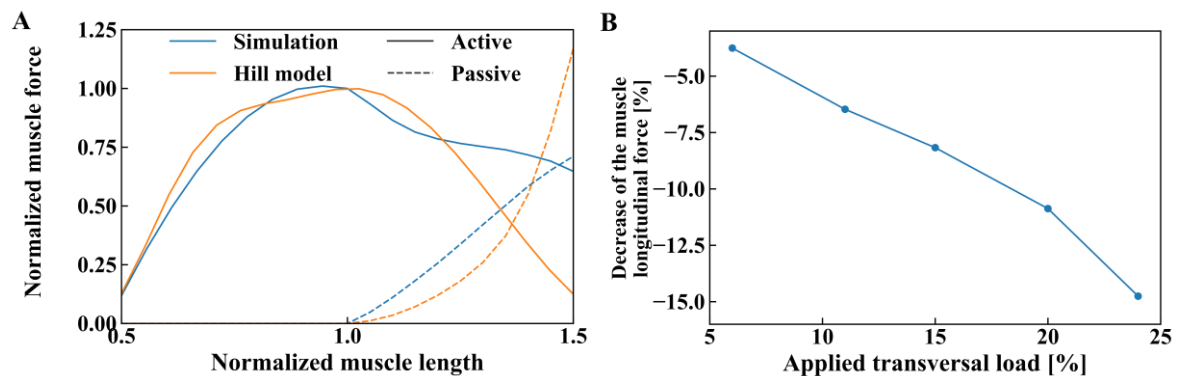 A
Normalized muscle force
1.25
1.00
0.75
0.50
0.25
0.00
Simulation
Hill model
Active
Passive
0.5
1.0
1.5
Normalized muscle length
B
Decrease of the muscle
longitudinal force [%]
−5.0
−7.5
−10.0
−12.5
−15.0
5
10
15
20
25
Applied transversal load [%]